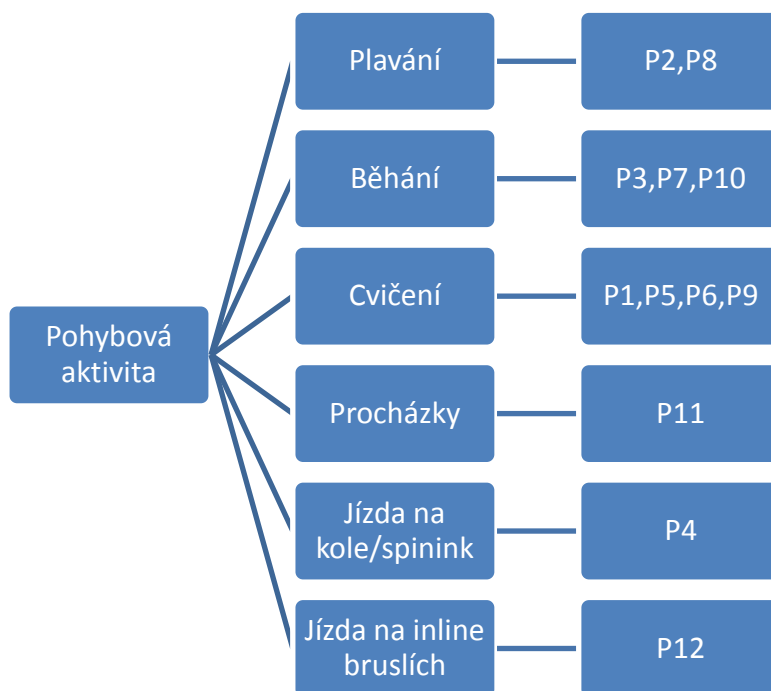 Pohybová
aktivita
Plavání
P2,P8
Běhání
P3,P7,P10
Cvičení
P1,P5,P6,P9
Procházky
P11
Jízda na
kole/spinink
P4
Jízda na inline
bruslích
P12